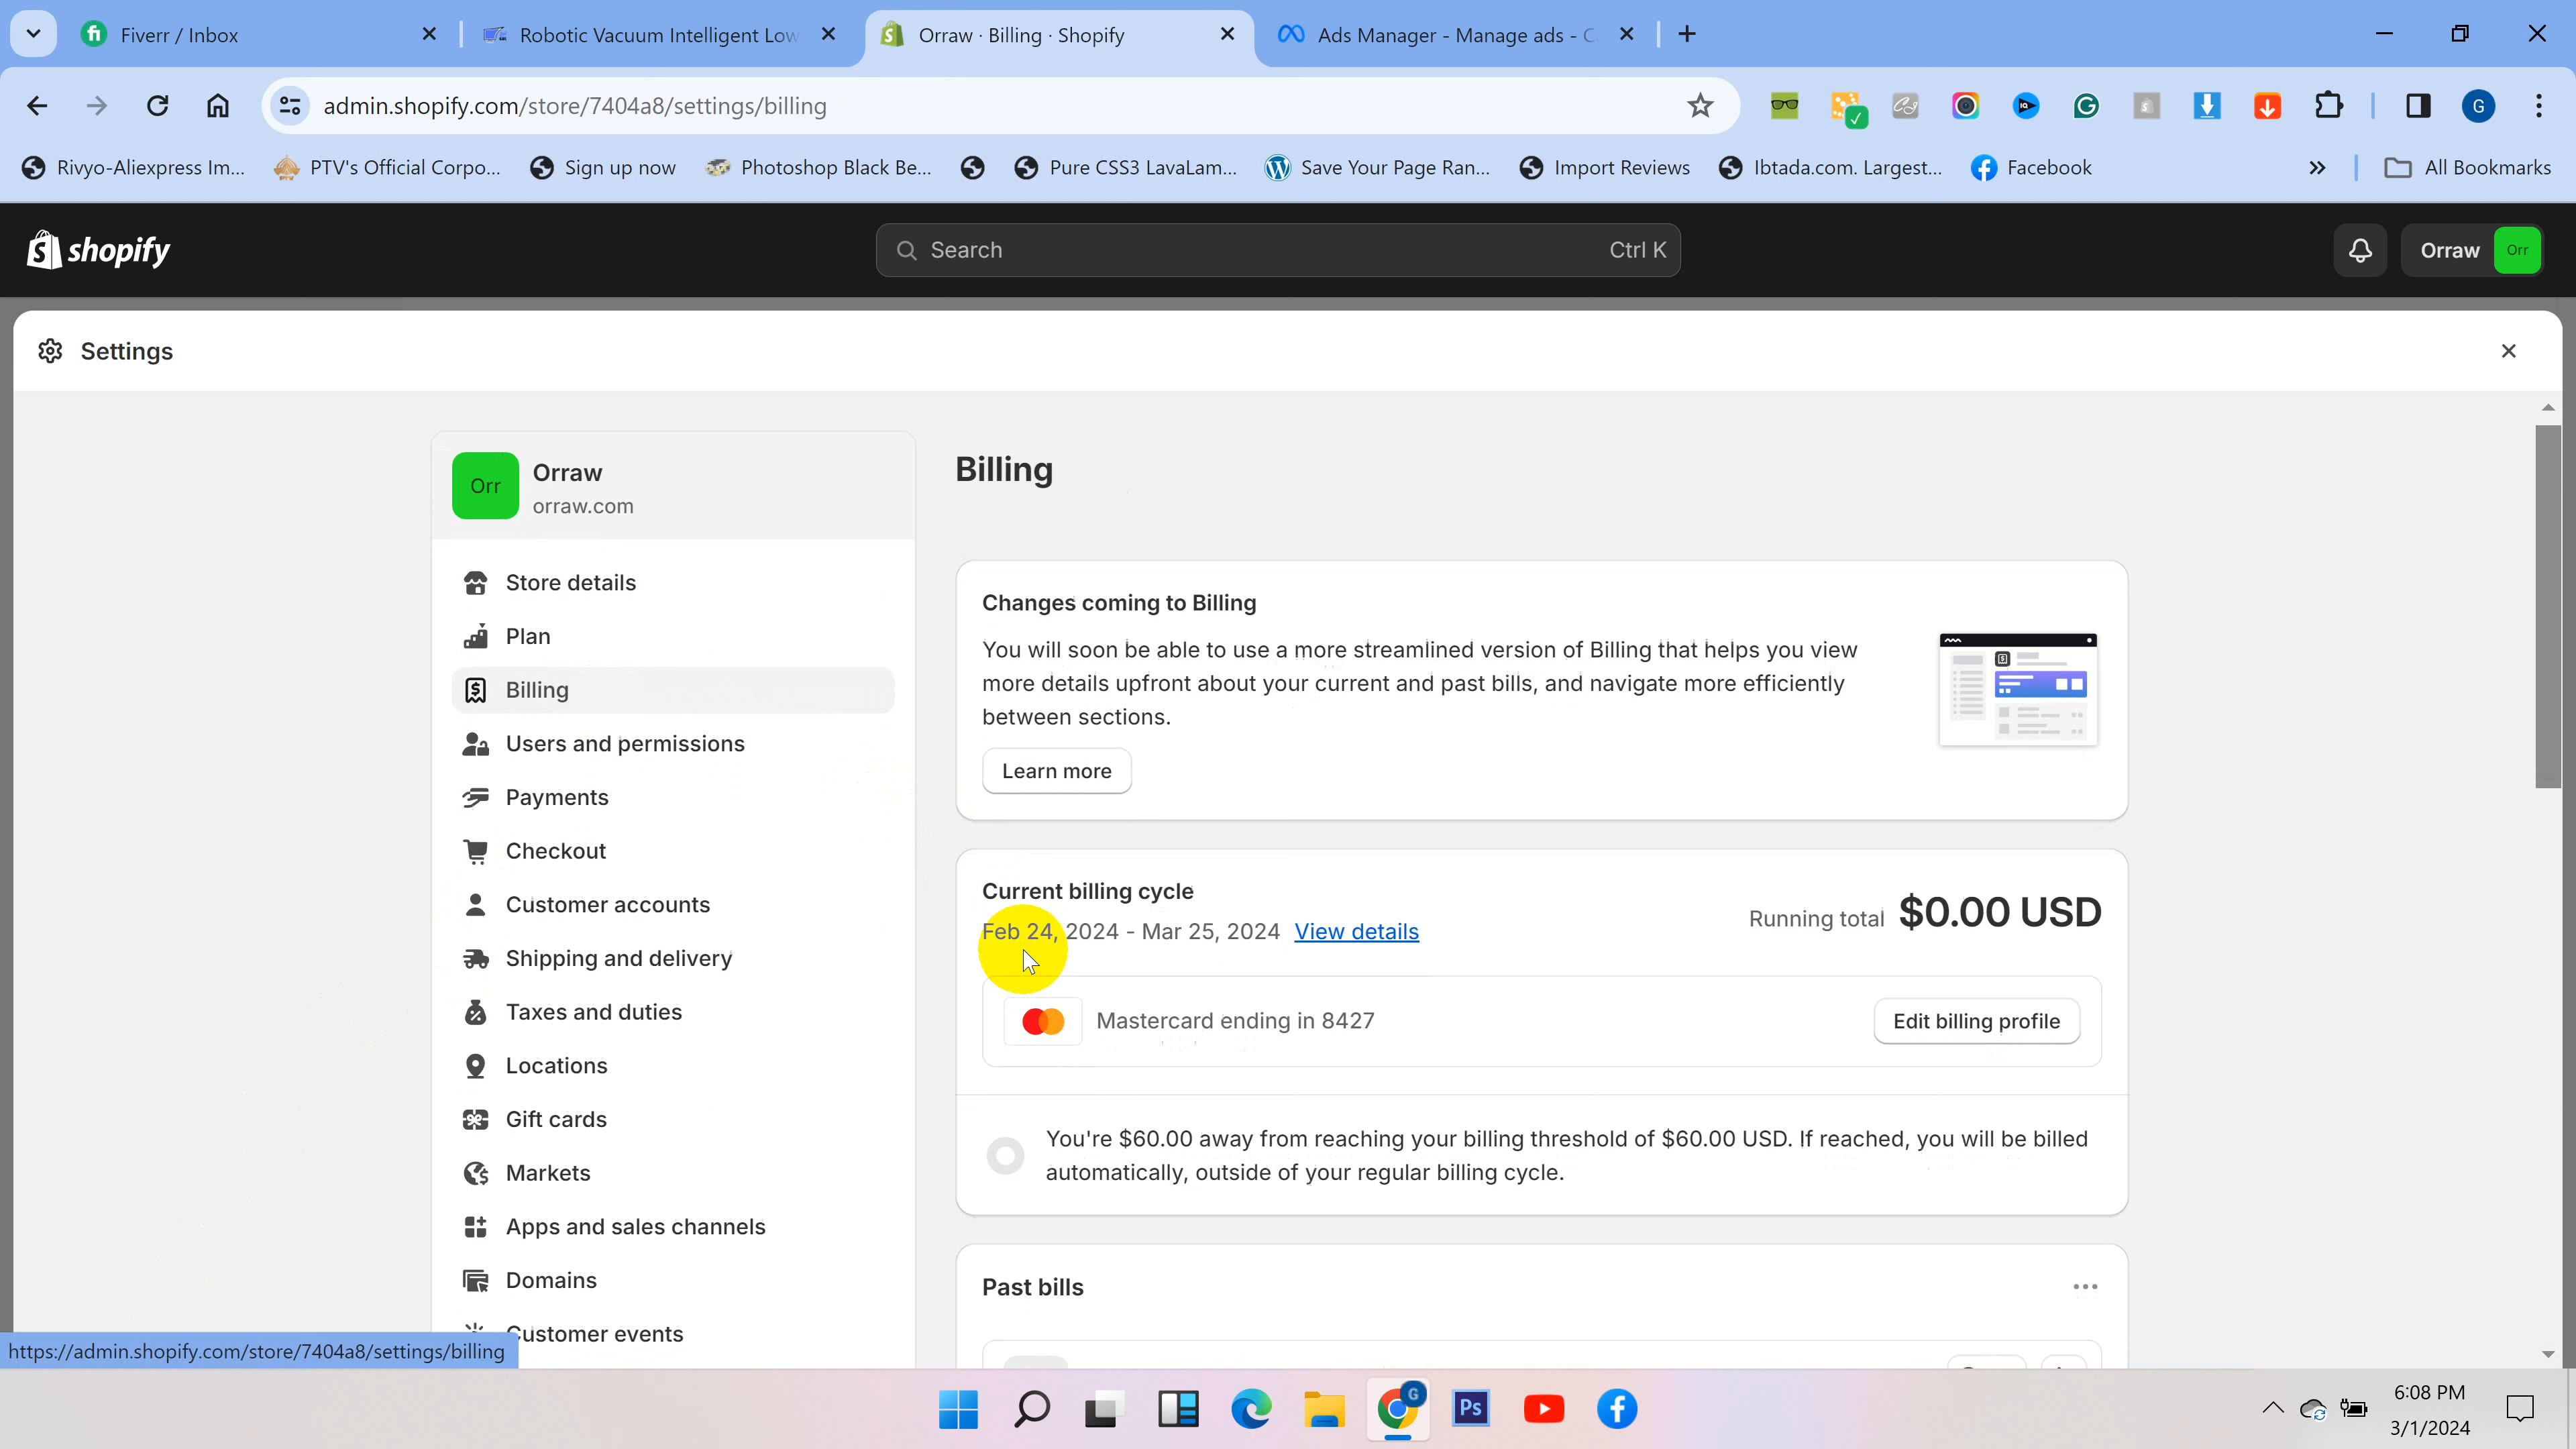 Fiverr / Inbox
Robotic Vacuum Intelligent Low
Orraw · Billing · Shopify
Ads Manager - Manage ads - C
admin.shopify.com/store/7404a8/settings/billing
Rivyo-Aliexpress Im...
PTV's Official Corpo...
Sign up now
Photoshop Black Be...
Pure CSS3 LavaLam...
Save Your Page Ran...
Import Reviews
Ibtada.com. Largest...
Facebook
All Bookmarks
shopify
Search
Ctrl K
Orraw
Orr
Settings
Orr
Orraw
orraw.com
Store details
Plan
Billing
Users and permissions
Payments
Checkout
Customer accounts
Shipping and delivery
Taxes and duties
Locations
Gift cards
Markets
Apps and sales channels
Domains
Customer events
Billing
Changes coming to Billing
You will soon be able to use a more streamlined version of Billing that helps you view
more details upfront about your current and past bills, and navigate more efficiently
between sections.
Learn more
Current billing cycle
Feb 24, 2024 - Mar 25, 2024 View details
Running total $0.00 USD
Mastercard ending in 8427
Edit billing profile
You're $60.00 away from reaching your billing threshold of $60.00 USD. If reached, you will be billed
automatically, outside of your regular billing cycle.
Past bills
https://admin.shopify.com/store/7404a8/settings/billing
G
Ps
6:08 PM
3/1/2024